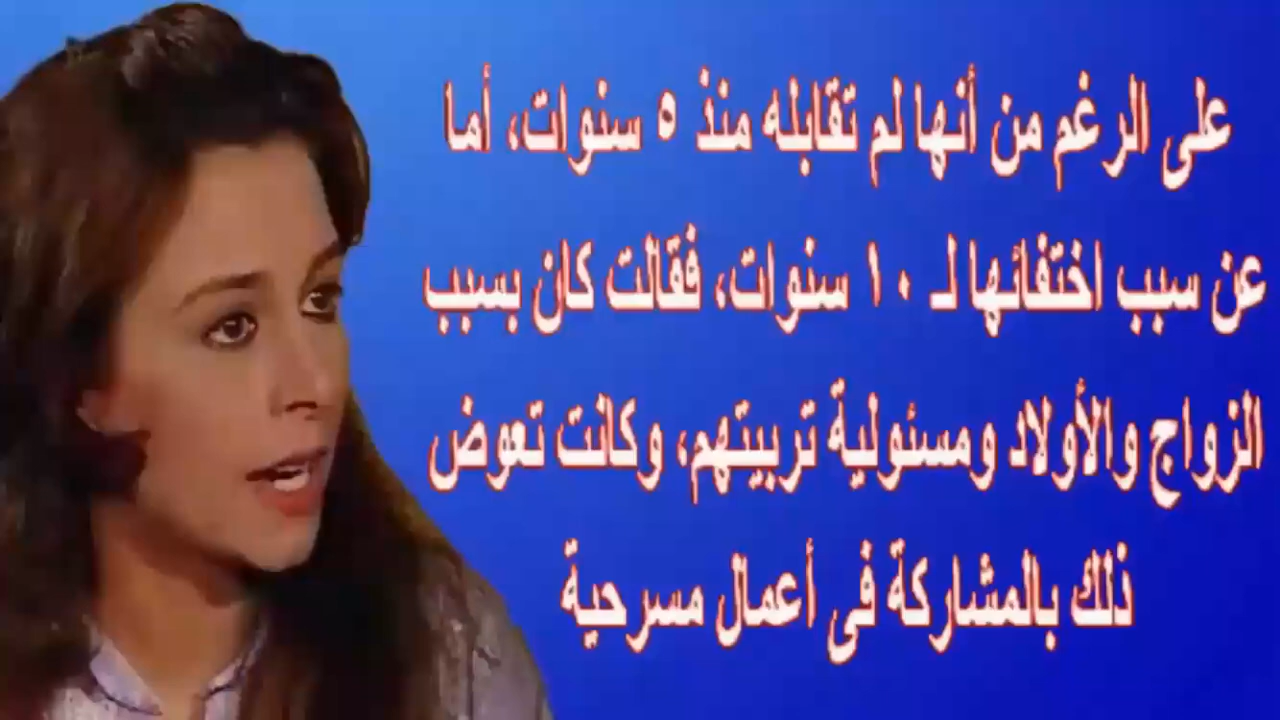 على الرغم من أنها لم تقابله منذ ٥ سنوات، أما
عن سبب اختفائها لـ ١٠ سنوات، فقالت كان بسبب
الزواج والأولاد ومسئولية تربيتهم، وكانت تعوض
ذلك بالمشاركة فى أعمال مسرحية